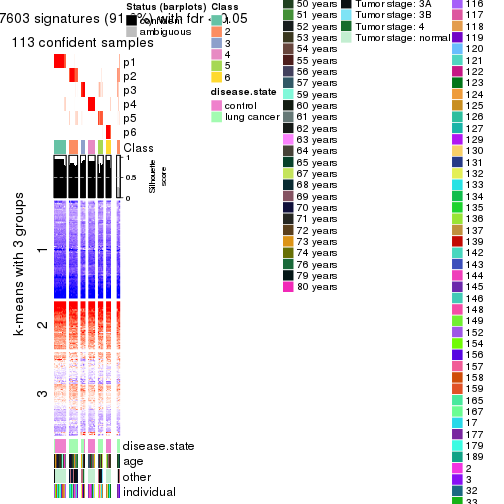 7603 signatures (91. %) with fdr < 0.05
113 confident samples
p1
p2
p3
p4
p5
p6
Class
1
0.5
0
Silhouette
score
k-means with 3 groups
1
2
3
disease.state
age
other
individual
Status (barplots)
confident
ambiguous
Class
1
2
3
4
5
6
disease.state
control
lung cancer
50 years
51 years
52 years
53 years
54 years
55 years
56 years
57 years
59 years
60 years
61 years
62 years
63 years
64 years
65 years
67 years
68 years
69 years
70 years
71 years
72 years
73 years
74 years
76 years
79 years
80 years
Tumor stage: 3A
Tumor stage: 3B
Tumor stage: 4
Tumor stage: normal
116
117
118
119
120
121
122
123
124
125
126
127
129
130
131
132
133
134
135
136
137
139
142
143
144
145
146
148
149
152
154
156
157
158
159
165
167
17
177
179
189
2
3
32
33